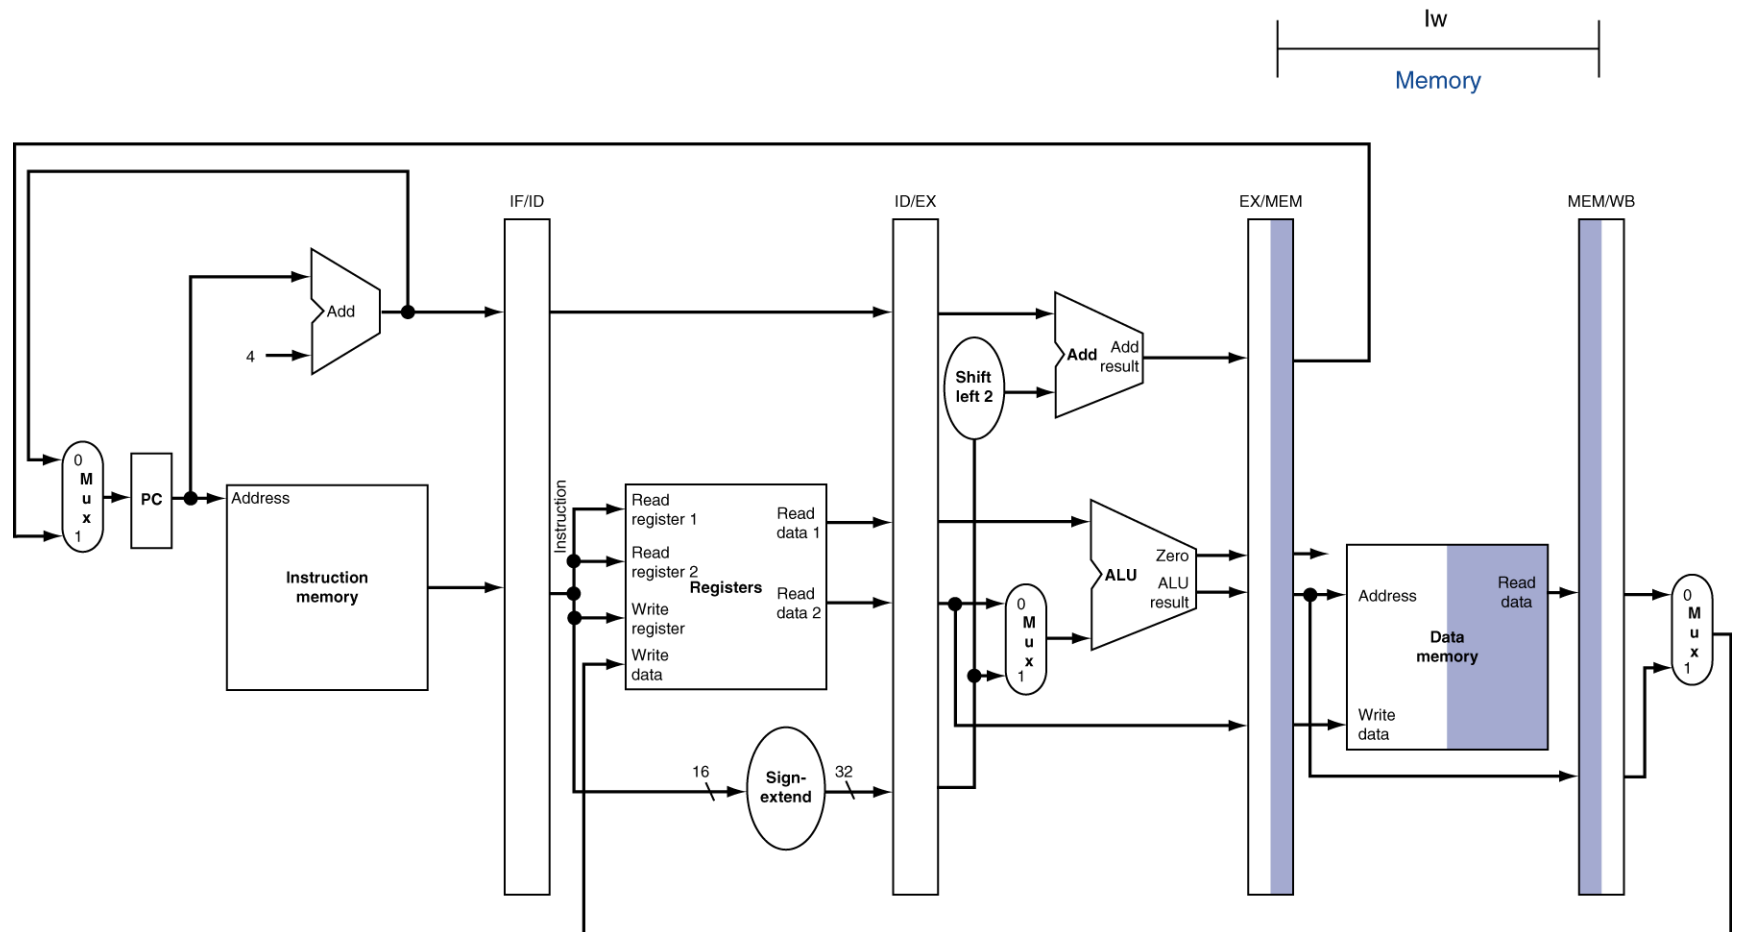 lw
Memory
IF/ID
ID/EX
EX/MEM
MEM/WB
Add
4
Add
Add
result
Shift
left 2
0
M
u
x
1
PC
Address
Instruction
memory
Instruction
Read
register 1
Read
register 2
Write
register
Write
data
Registers
Read
data 1
Read
data 2
16
Sign-
extend
32
0
M
u
x
1
ALU
Zero
ALU
result
Address
Read
data
Data
memory
Write
data
0
M
u
x
1